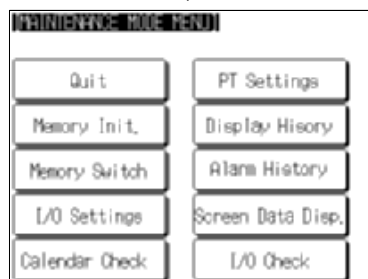 [MAINTENANCE MODE MENU]
Quit
PT Settings
Memory Init.
Display Hisory
Memory Switch
Alarm History
I/O Settings
Screen Data Disp.
Calendar Check
I/O Check